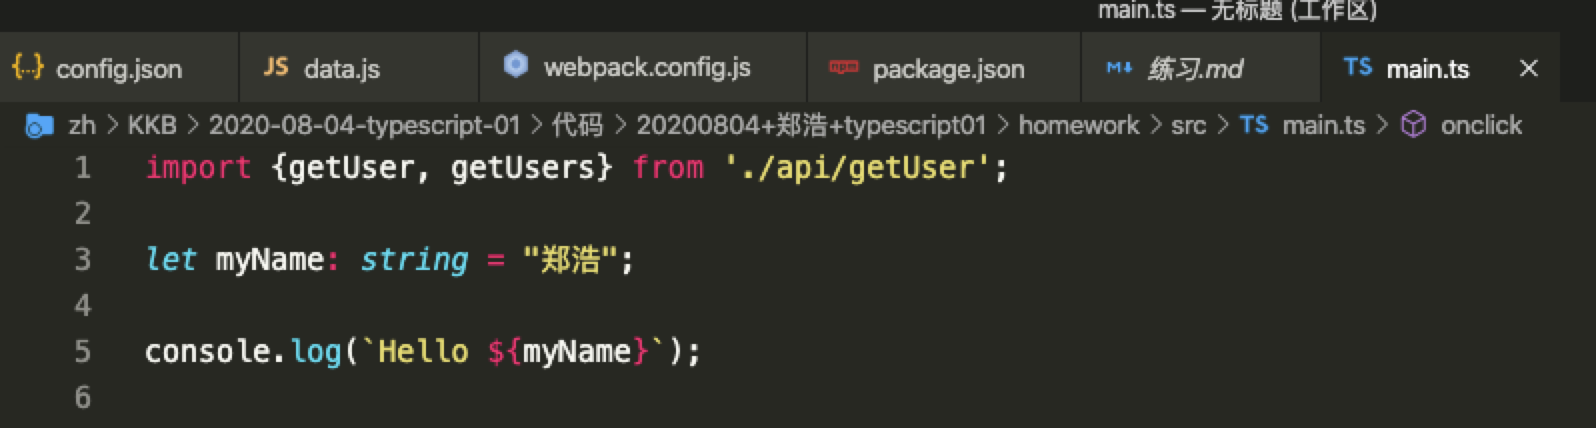 main.ts — 无标题 (工作区)
{..} config.json JS data.js webpack.config.js npm package.json M↓ 练习.md TS main.ts ×
zh > KKB > 2020-08-04-typescript-01 > 代码 > 20200804+郑浩+typescript01 > homework > src > TS main.ts > onclick
1 import {getUser, getUsers} from './api/getUser';
2
3 let myName: string = "郑浩";
4
5 console.log(`Hello ${myName}`);
6